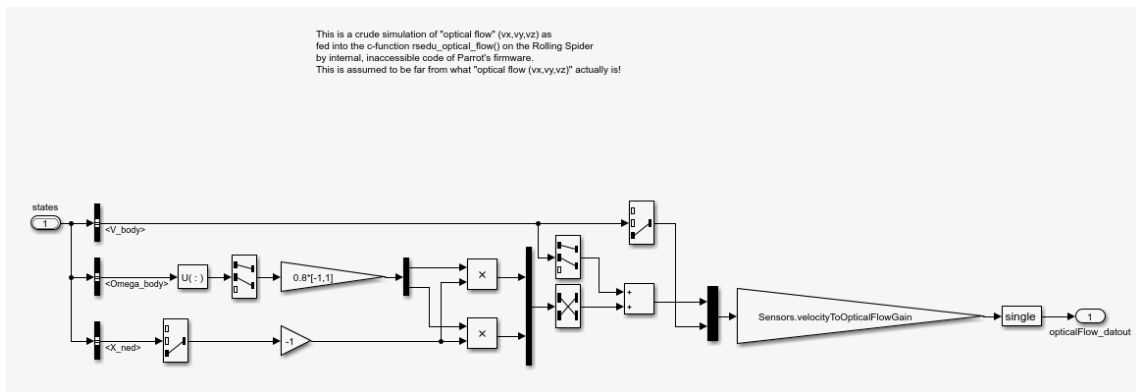 This is a crude simulation of "optical flow" (vx,vy,vz) as
fed into the c-function rsedu_optical_flow() on the Rolling Spider
by internal, inaccessible code of Parrot's firmware.
This is assumed to be far from what "optical flow (vx,vy,vz)" actually is!
states
1
<V_body>
<Omega_body>
U( : )
0.8*[-1,1]
×
+
+
Sensors.velocityToOpticalFlowGain
single
1
opticalFlow_datout
<X_ned>
-1
×